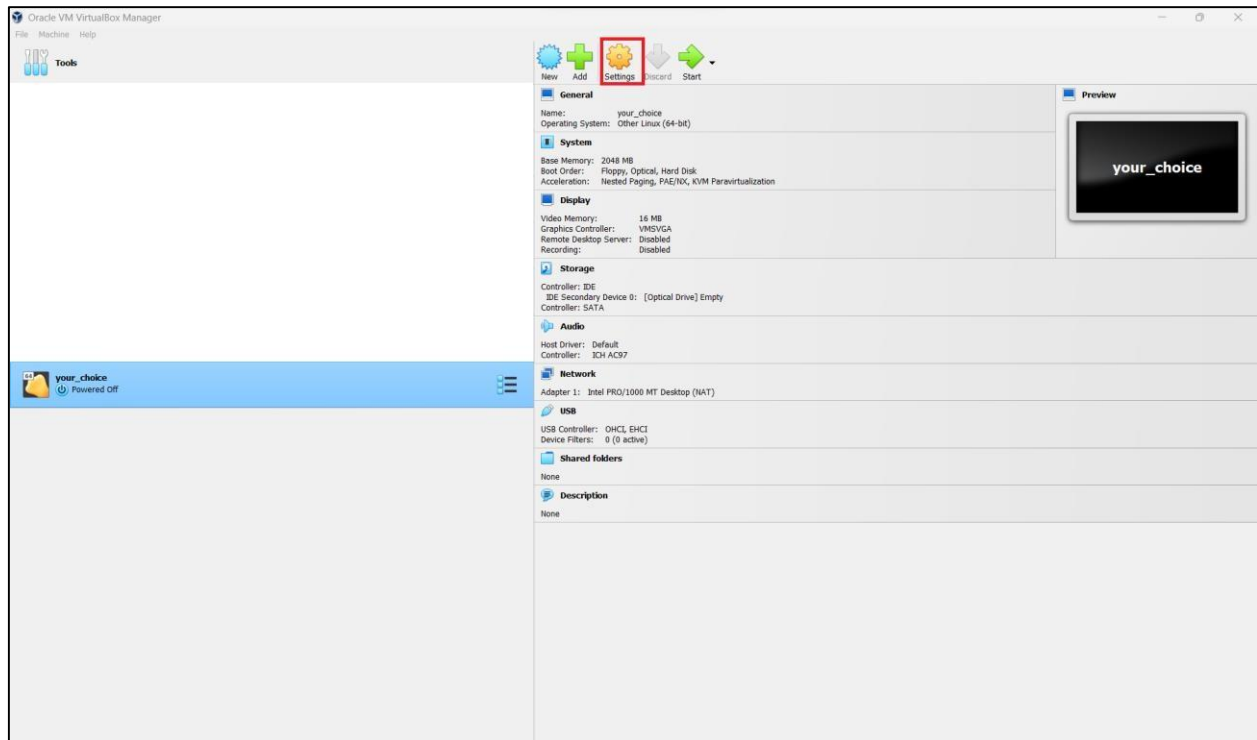 Oracle VM VirtualBox Manager
File Machine Help
Tools
New Add Settings Discard Start
General
Name: your_choice
Operating System: Other Linux (64-bit)
System
Base Memory: 2048 MB
Boot Order: Floppy, Optical, Hard Disk
Acceleration: Nested Paging, PAE/NX, KVM Paravirtualization
Display
Video Memory: 16 MB
Graphics Controller: VMSVGA
Remote Desktop Server: Disabled
Recording: Disabled
Preview
your_choice
Storage
Controller: IDE
IDE Secondary Device 0: [Optical Drive] Empty
Controller: SATA
Audio
Host Driver: Default
Controller: ICH AC97
64
your_choice
Powered Off
Network
Adapter 1: Intel PRO/1000 MT Desktop (NAT)
USB
USB Controller: OHCI, EHCI
Device Filters: 0 (0 active)
Shared folders
None
Description
None